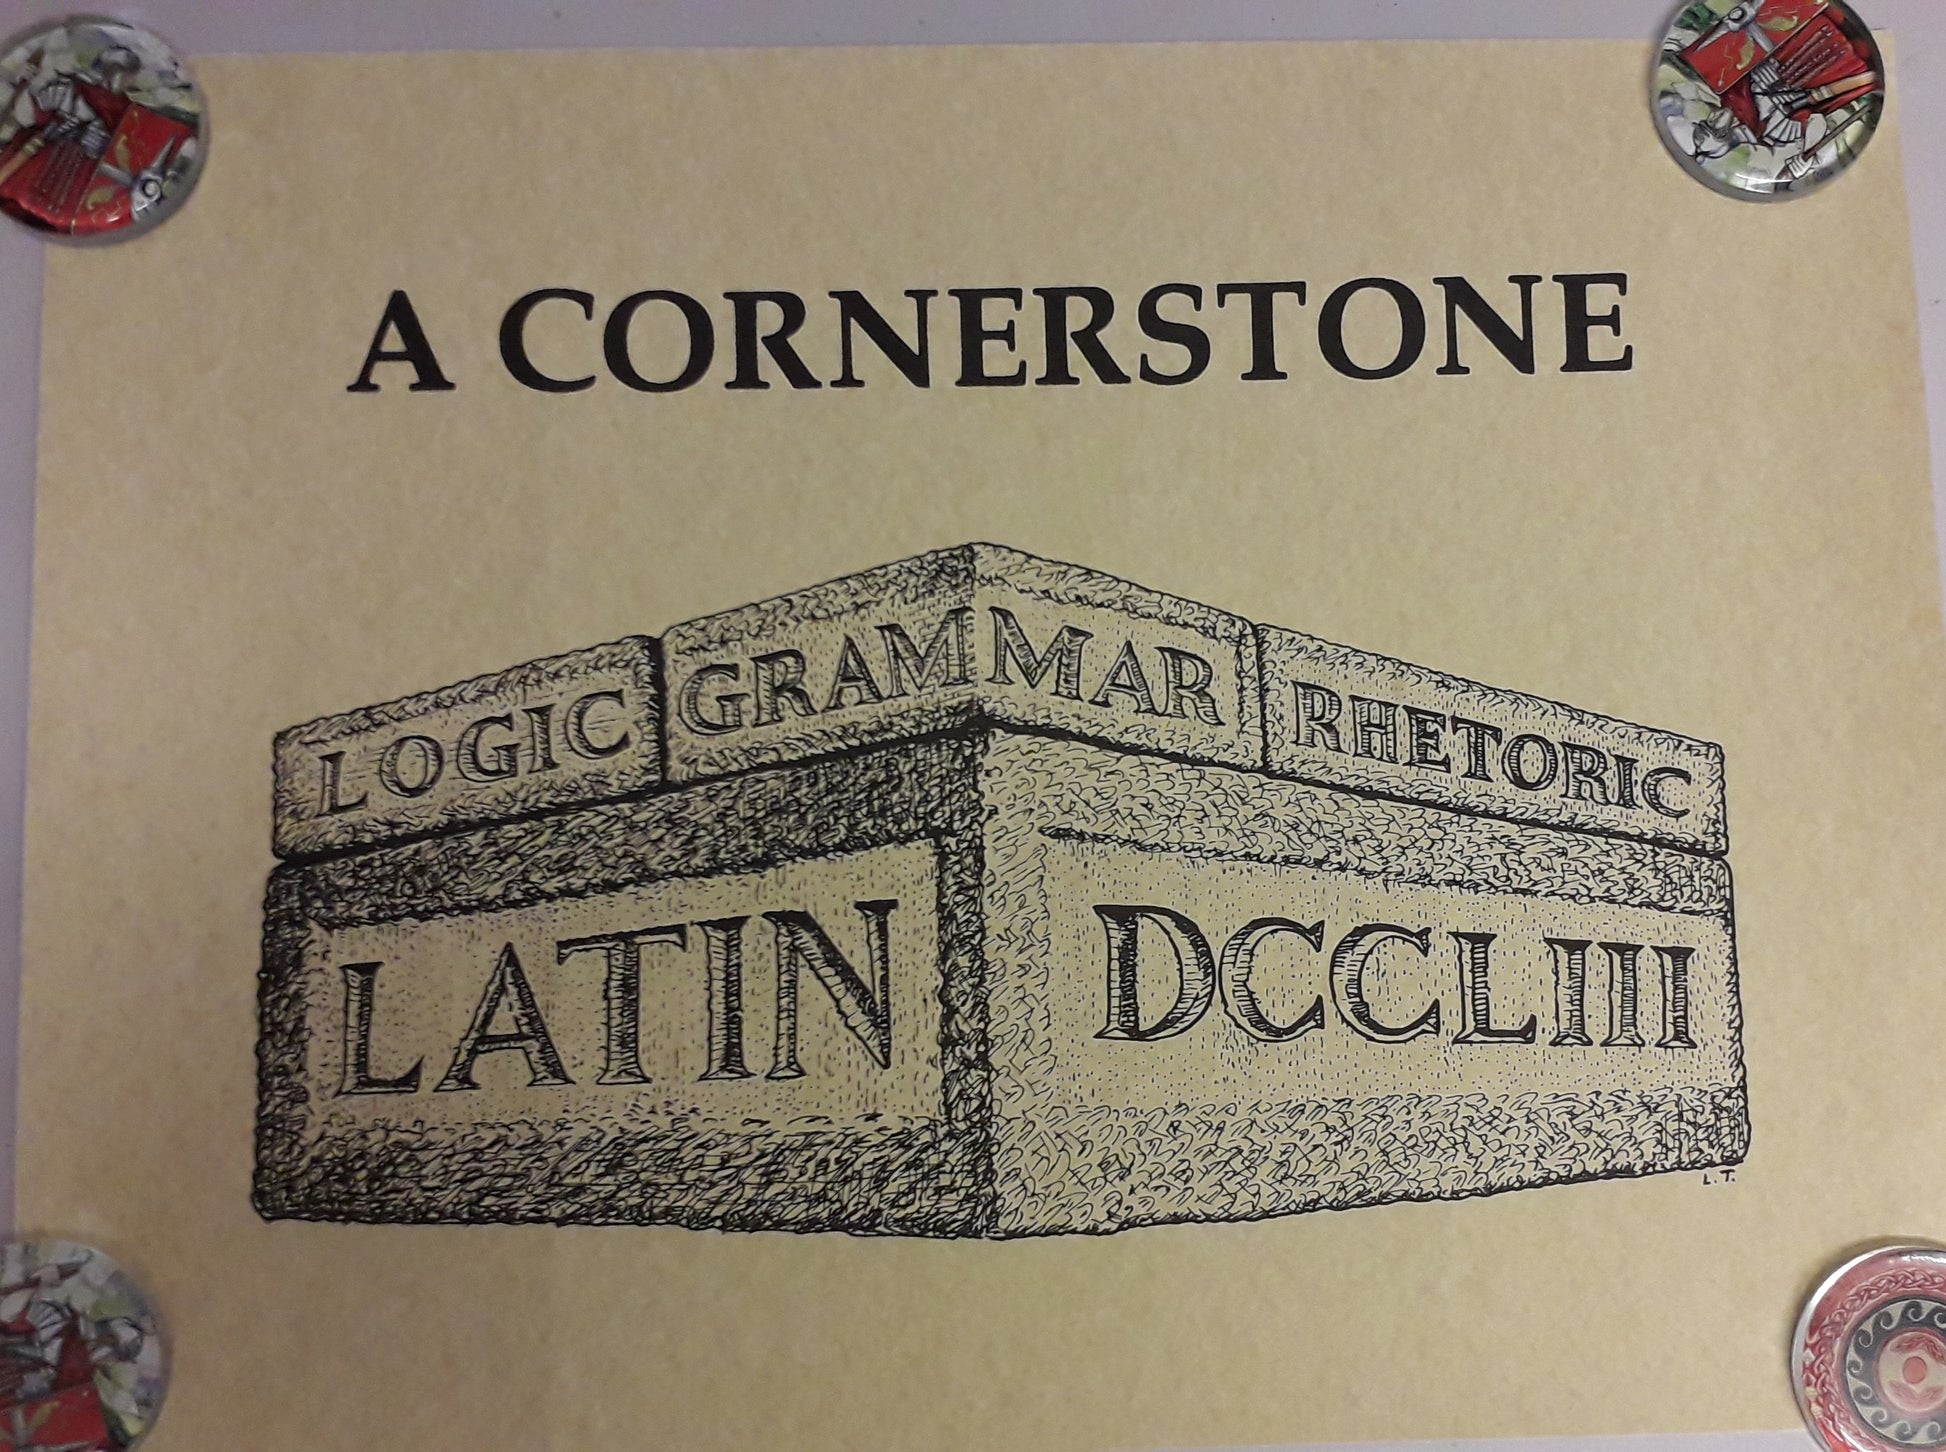 A CORNERSTONE
LOGIC GRAMMAR RHETORIC
LATIN DCCLIII
L.T.